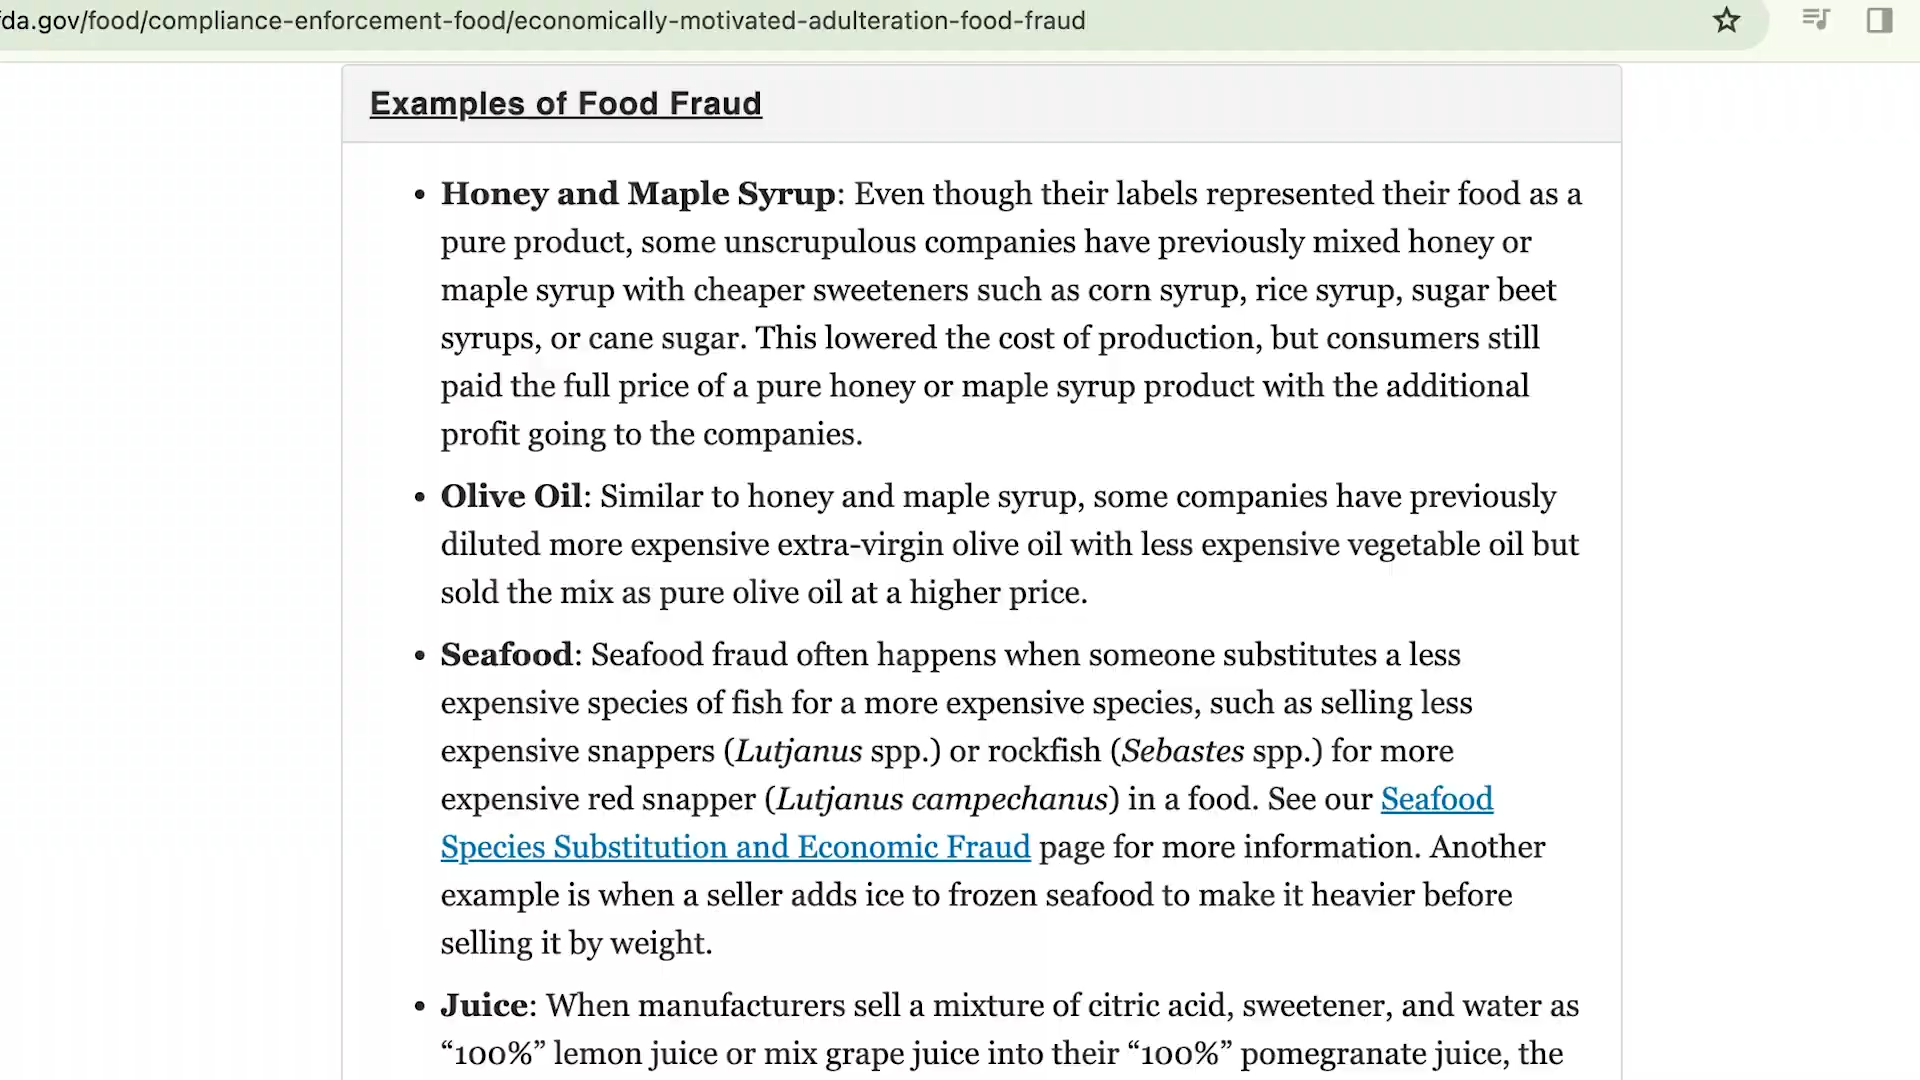 da.gov/food/compliance-enforcement-food/economically-motivated-adulteration-food-fraud
Examples of Food Fraud
• Honey and Maple Syrup: Even though their labels represented their food as a
pure product, some unscrupulous companies have previously mixed honey or
maple syrup with cheaper sweeteners such as corn syrup, rice syrup, sugar beet
syrups, or cane sugar. This lowered the cost of production, but consumers still
paid the full price of a pure honey or maple syrup product with the additional
profit going to the companies.
• Olive Oil: Similar to honey and maple syrup, some companies have previously
diluted more expensive extra-virgin olive oil with less expensive vegetable oil but
sold the mix as pure olive oil at a higher price.
• Seafood: Seafood fraud often happens when someone substitutes a less
expensive species of fish for a more expensive species, such as selling less
expensive snappers (Lutjanus spp.) or rockfish (Sebastes spp.) for more
expensive red snapper (Lutjanus campechanus) in a food. See our Seafood
Species Substitution and Economic Fraud page for more information. Another
example is when a seller adds ice to frozen seafood to make it heavier before
selling it by weight.
• Juice: When manufacturers sell a mixture of citric acid, sweetener, and water as
“100%” lemon juice or mix grape juice into their “100%” pomegranate juice, the